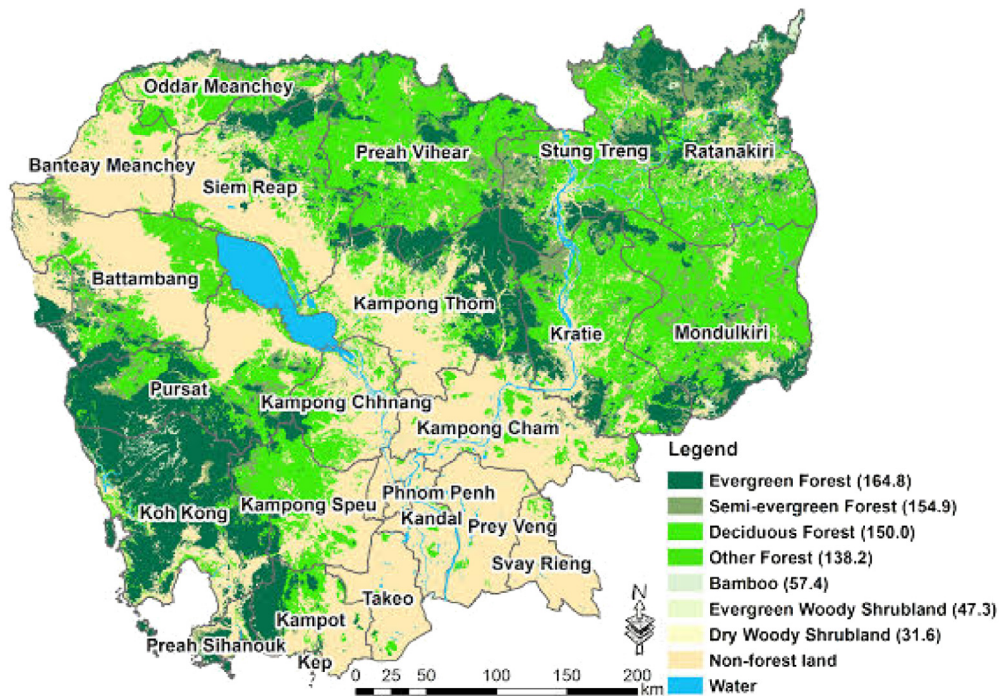 Oddar Meanchey
Banteay Meanchey
Siem Reap
Preah Vihear
Stung Treng
Ratanakiri
Battambang
Kampong Thom
Kratie
Mondulkiri
Pursat
Kampong Chhnang
Kampong Cham
Koh Kong
Kampong Speu
Phnom Penh
Kandal
Prey Veng
Svay Rieng
Takeo
Kampot
Preah Sihanouk
Kep
Legend
Evergreen Forest (164.8)
Semi-evergreen Forest (154.9)
Deciduous Forest (150.0)
Other Forest (138.2)
Bamboo (57.4)
Evergreen Woody Shrubland (47.3)
Dry Woody Shrubland (31.6)
Non-forest land
Water
N
0 25 50 100 150 200
km